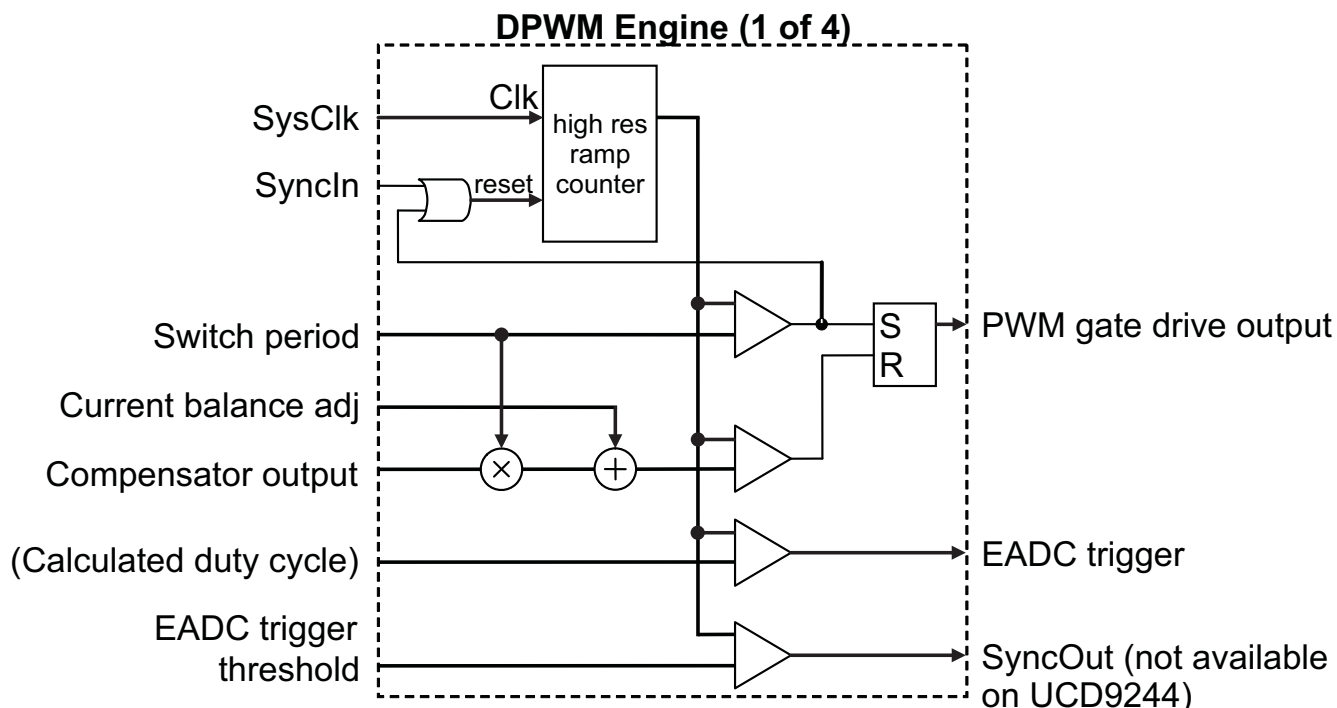 DPWM Engine (1 of 4)
SysClk
Clk
high res
ramp
counter
SyncIn
reset
Switch period
S
R
PWM gate drive output
Current balance adj
Compensator output
×
+
(Calculated duty cycle)
EADC trigger
EADC trigger
threshold
SyncOut (not available
on UCD9244)